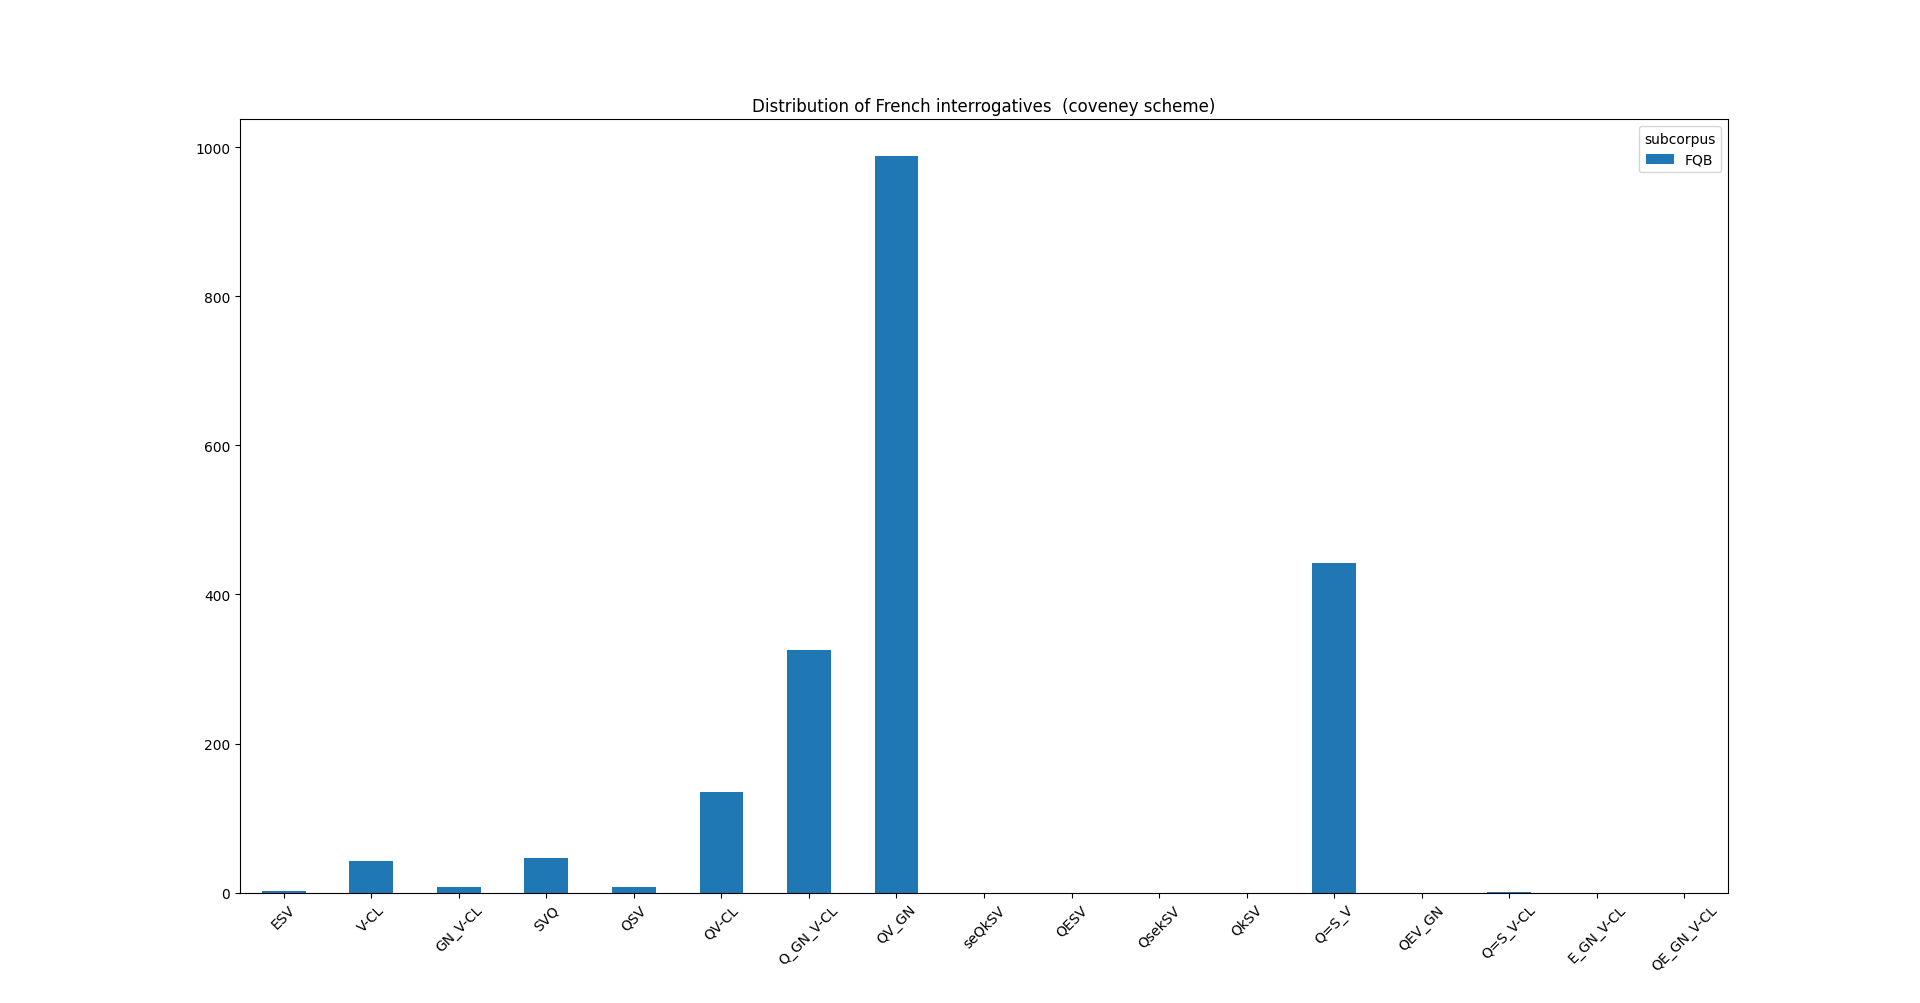 Distribution of French interrogatives  (coveney scheme)
subcorpus
FQB
1000
800
600
400
200
0
ESV
V-CL
GN_V-CL
SVQ
QSV
QV-CL
Q_GN_V-CL
QV_GN
seQkSV
QESV
QsekSV
QkSV
Q=S_V
QEV_GN
Q=S_V-CL
E_GN_V-CL
QE_GN_V-CL